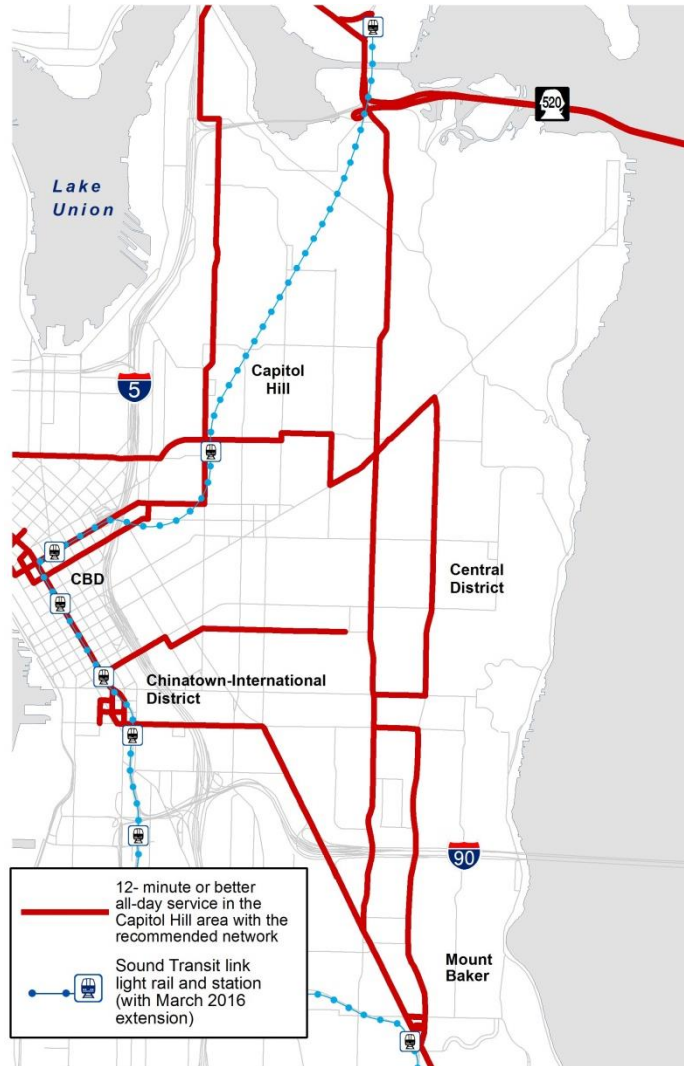 520
Lake
Union
Capitol
Hill
5
Central
District
CBD
Chinatown-International
District
90
Mount
Baker
12- minute or better
all-day service in the
Capitol Hill area with the
recommended network
Sound Transit link
light rail and station
(with March 2016
extension)